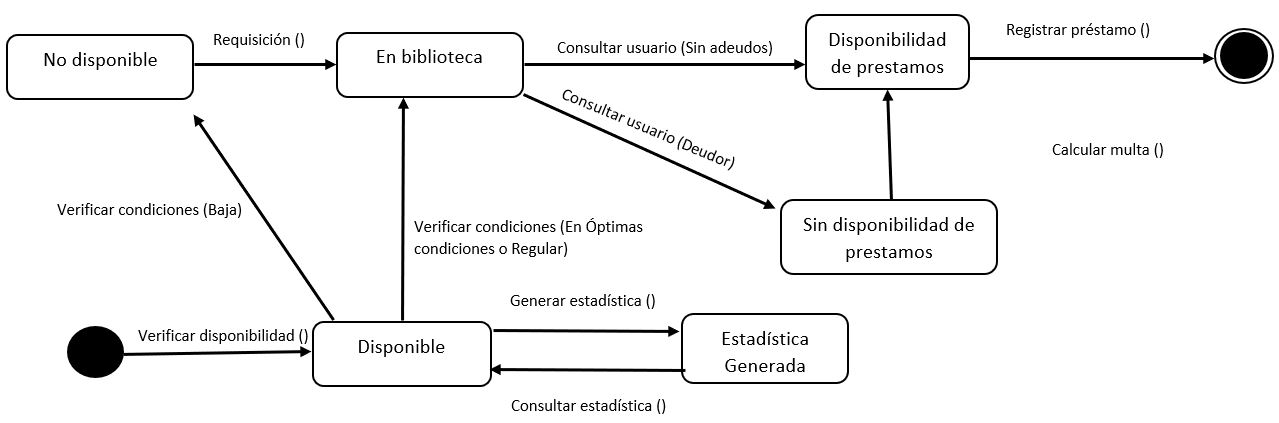 No disponible
Requisición ()
En biblioteca
Consultar usuario (Sin adeudos)
Disponibilidad
de prestamos
Registrar préstamo ()
Consultar usuario (Deudor)
Calcular multa ()
Verificar condiciones (Baja)
Verificar condiciones (En Óptimas
condiciones o Regular)
Sin disponibilidad de
prestamos
Verificar disponibilidad ()
Disponible
Generar estadística ()
Estadística
Generada
Consultar estadística ()